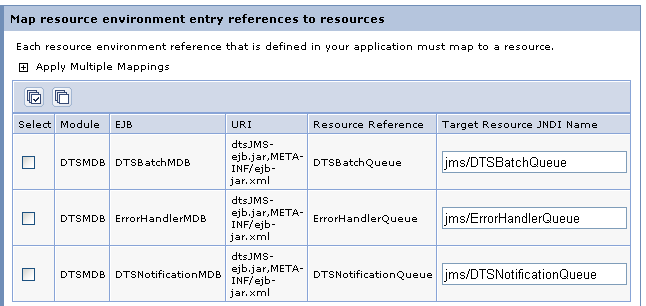 Map resource environment entry references to resources
Each resource environment reference that is defined in your application must map to a resource.
Apply Multiple Mappings
Select Module EJB URI Resource Reference Target Resource JNDI Name
DTSMDB DTSBatchMDB dtsJMS-
ejb.jar,META-
INF/ejb-
jar.xml DTSBatchQueue jms/DTSBatchQueue
DTSMDB ErrorHandlerMDB dtsJMS-
ejb.jar,META-
INF/ejb-
jar.xml ErrorHandlerQueue jms/ErrorHandlerQueue
DTSMDB DTSNotificationMDB dtsJMS-
ejb.jar,META-
INF/ejb-
jar.xml DTSNotificationQueue jms/DTSNotificationQueue